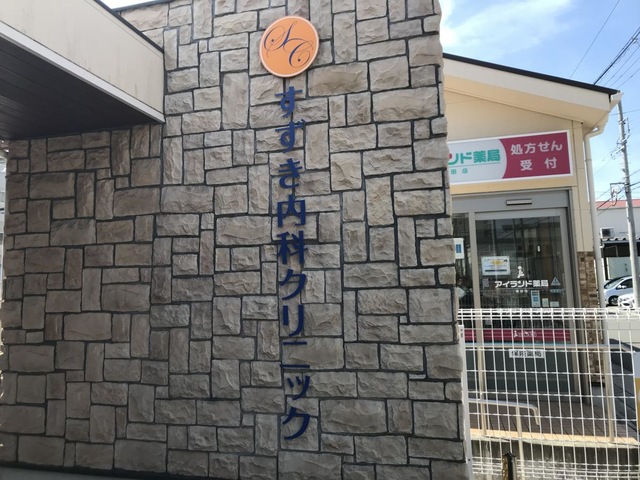 SC
すずき内科クリニック
ランド薬局
処方せん
受付
アイランド薬局